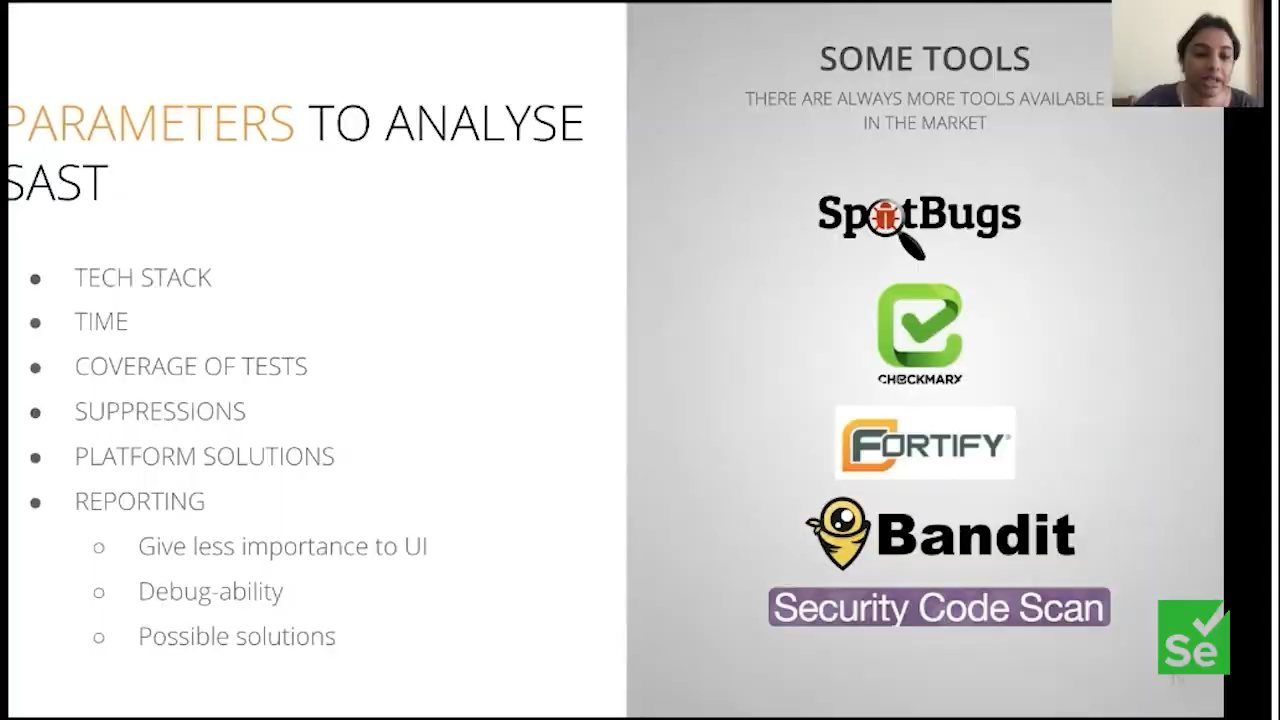 PARAMETERS TO ANALYSE
SAST
TECH STACK
TIME
COVERAGE OF TESTS
SUPPRESSIONS
PLATFORM SOLUTIONS
REPORTING
Give less importance to UI
Debug-ability
Possible solutions
SOME TOOLS
THERE ARE ALWAYS MORE TOOLS AVAILABLE
IN THE MARKET
SpotBugs
CHECKMARX
FORTIFY®
Bandit
Security Code Scan
Se